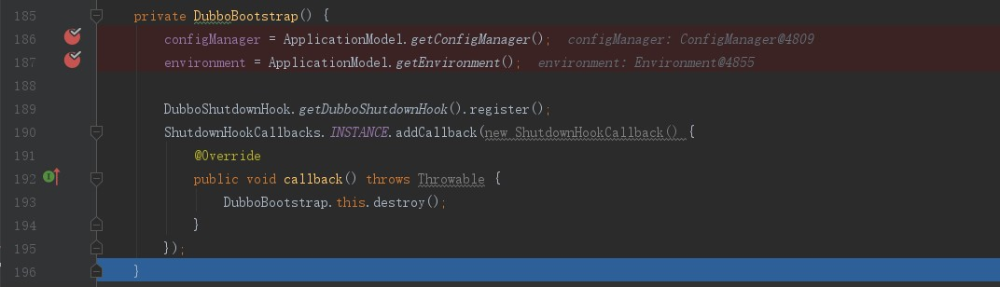 185 private DubboBootstrap() {
186 configManager = ApplicationModel.getConfigManager(); configManager: ConfigManager@4809
187 environment = ApplicationModel.getEnvironment(); environment: Environment@4855
188
189 DubboShutdownHook.getDubboShutdownHook().register();
190 ShutdownHookCallbacks.INSTANCE.addCallback(new ShutdownHookCallback() {
191 @Override
192 public void callback() throws Throwable {
193 DubboBootstrap.this.destroy();
194 }
195 });
196 }